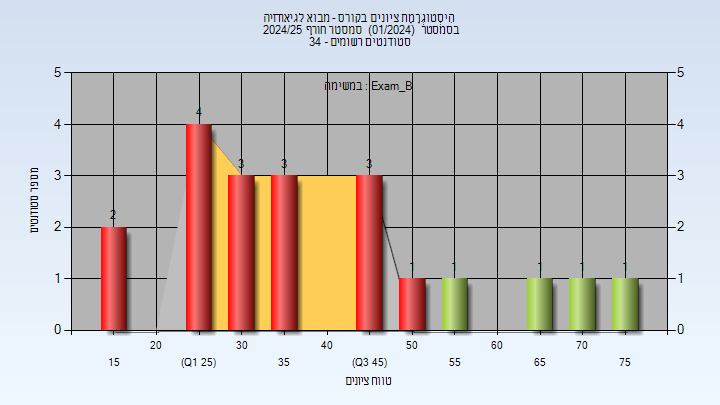 היסטוגרמת ציונים בקורס - מבוא לגיאודזיה
בסמסטר (01/2024) סמסטר חורף 2024/25
סטודנטים רשומים - 34
במשימה : Exam_B
מספר סטודנטים
5 5
4 4
3 3
2 2
1 1
0 0
2 4 3 3 3 1 1 1 1 1
20 30 40 50 60 70
15 (Q1 25) 35 (Q3 45) 55 65 75
טווח ציונים